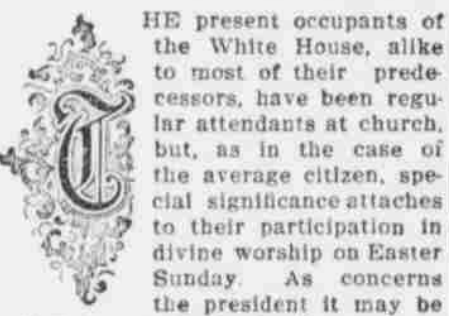 THE present occupants of
the White House, alike
to most of their prede-
cessors, have been regu-
lar attendants at church,
but, as in the case of
the average citizen, spe-
cial significance attaches
to their participation in
divine worship on Easter
Sunday. As concerns
the president it may be